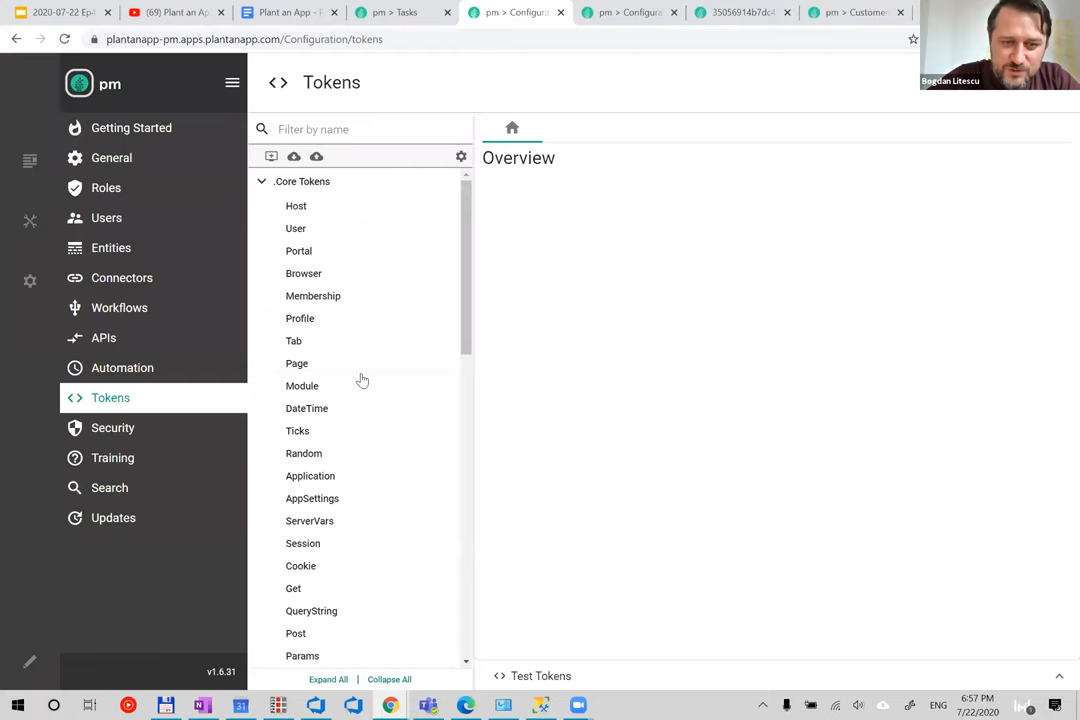 2020-07-22 Ep4
(69) Plant an Ap
Plant an App - 
pm > Tasks
pm > Configura
pm > Configura
35056914b7dc4
pm > Custome
plantanapp-pm.apps.plantanapp.com/Configuration/tokens
Bogdan Litescu
pm
Getting Started
General
Roles
Users
Entities
Connectors
Workflows
APIs
Automation
Tokens
Security
Training
Search
Updates
v1.6.31
Tokens
Filter by name
.Core Tokens
Host
User
Portal
Browser
Membership
Profile
Tab
Page
Module
DateTime
Ticks
Random
Application
AppSettings
ServerVars
Session
Cookie
Get
QueryString
Post
Params
Expand All | Collapse All
Overview
Test Tokens
31
ENG
6:57 PM
7/22/2020